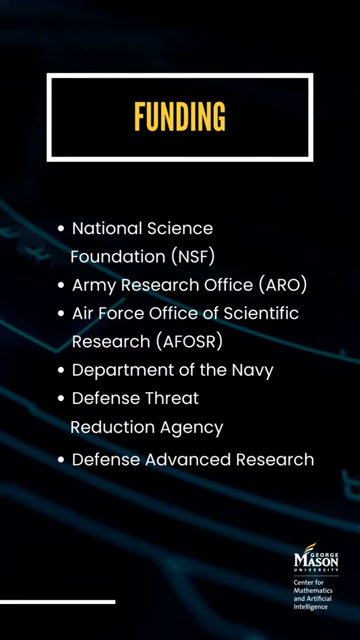 FUNDING
• National Science
Foundation (NSF)
• Army Research Office (ARO)
• Air Force Office of Scientific
Research (AFOSR)
• Department of the Navy
• Defense Threat
Reduction Agency
• Defense Advanced Research
GEORGE
MASON
UNIVERSITY
Center for
Mathematics
and Artificial
Intelligence